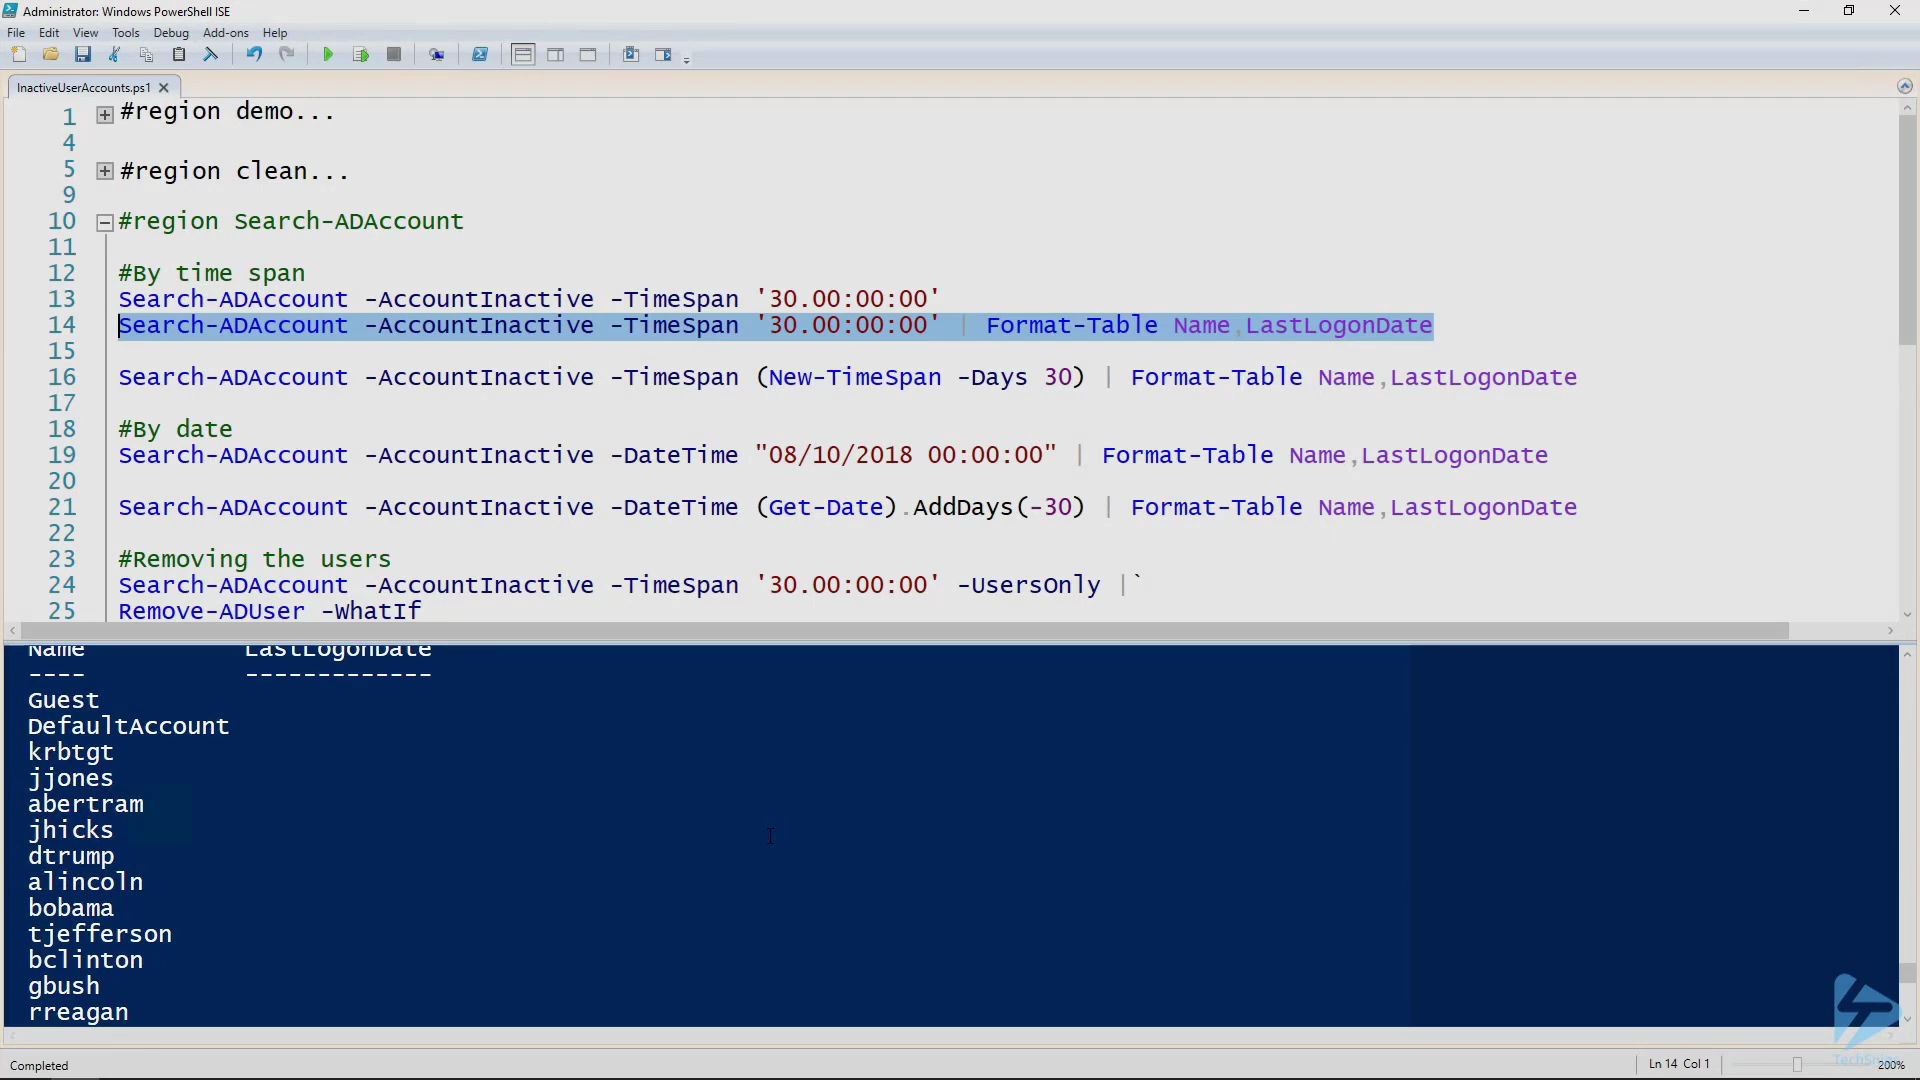 Administrator: Windows PowerShell ISE
File Edit View Tools Debug Add-ons Help
InactiveUserAccounts.ps1
1 #region demo...
4
5 #region clean...
9
10 #region Search-ADAccount
11
12 #By time span
13 Search-ADAccount -AccountInactive -TimeSpan '30.00:00:00'
14 Search-ADAccount -AccountInactive -TimeSpan '30.00:00:00' | Format-Table Name,LastLogonDate
15
16 Search-ADAccount -AccountInactive -TimeSpan (New-TimeSpan -Days 30) | Format-Table Name,LastLogonDate
17
18 #By date
19 Search-ADAccount -AccountInactive -DateTime "08/10/2018 00:00:00" | Format-Table Name,LastLogonDate
20
21 Search-ADAccount -AccountInactive -DateTime (Get-Date).AddDays(-30) | Format-Table Name,LastLogonDate
22
23 #Removing the users
24 Search-ADAccount -AccountInactive -TimeSpan '30.00:00:00' -UsersOnly |`
25 Remove-ADUser -WhatIf
Name LastLogonDate
---- -------------
Guest
DefaultAccount
krbtgt
jjones
abertram
jhicks
dtrump
alincoln
bobama
tjefferson
bclinton
gbush
rreagan
Completed
Ln 14 Col 1
200%